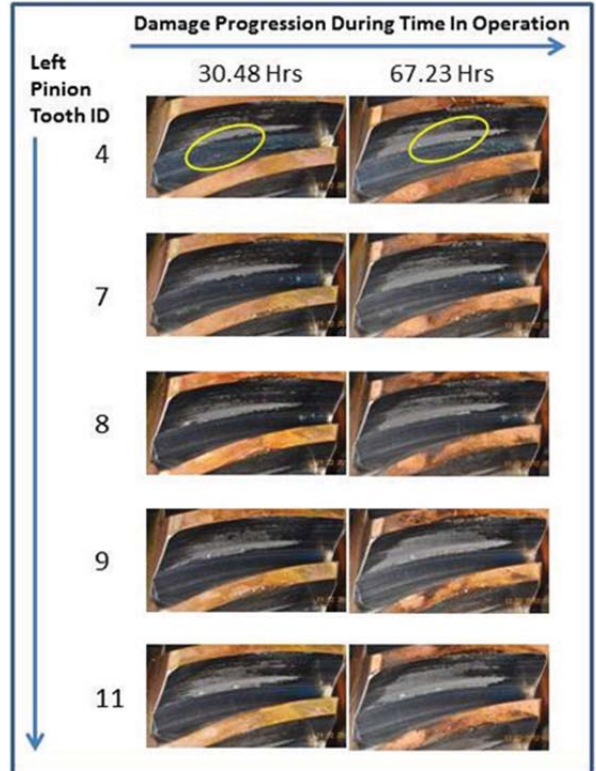 Damage Progression During Time In Operation
Left
Pinion
Tooth ID
30.48 Hrs
67.23 Hrs
4
7
8
9
11